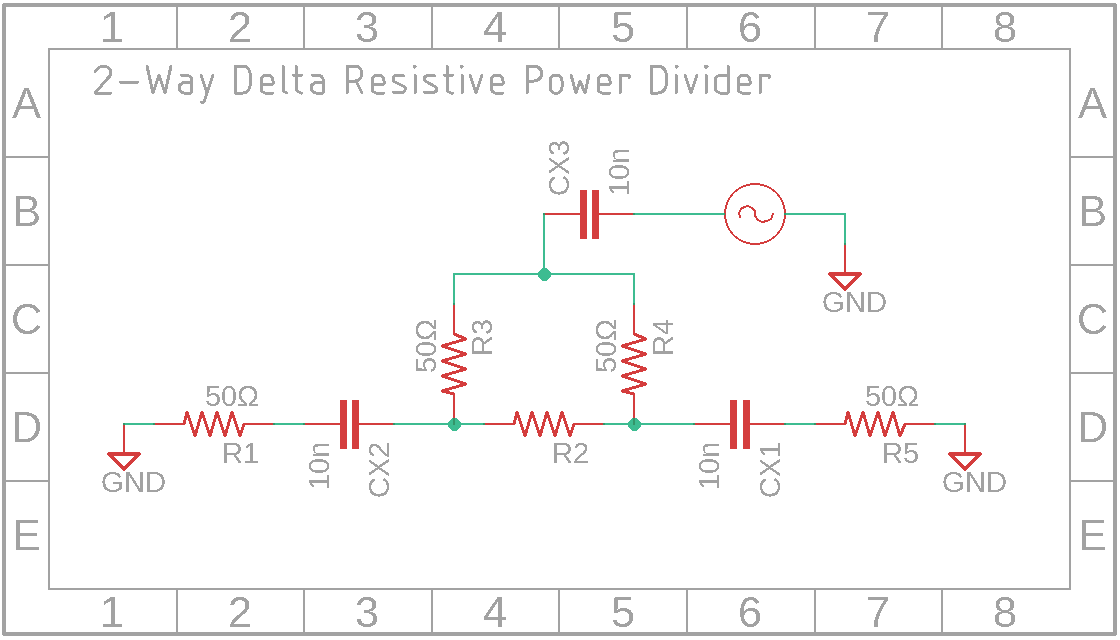 1 2 3 4 5 6 7 8
2-Way Delta Resistive Power Divider
A A
CX3 10n
B B
GND
C C
50Ω R3 50Ω R4
50Ω 50Ω
D D
R1 10n CX2 R2 10n CX1 R5
GND GND
E E
1 2 3 4 5 6 7 8